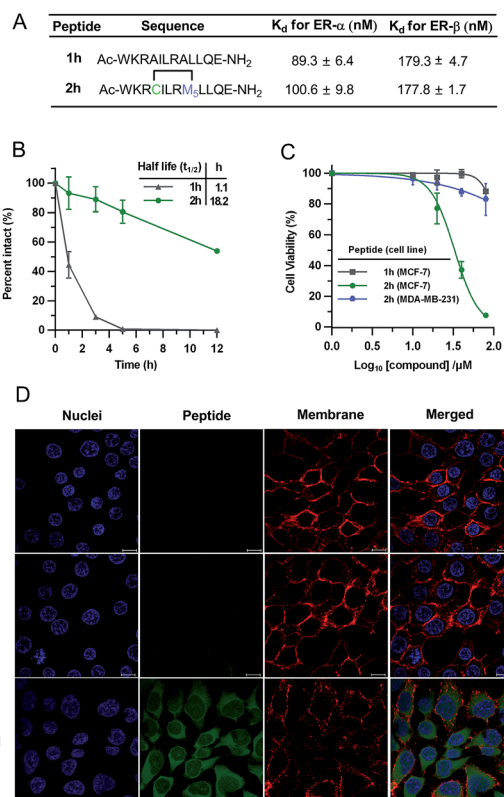 A
Peptide Sequence Kd for ER-α (nM) Kd for ER-β (nM)
1h Ac-WKRAILRALLQE-NH2 89.3 ± 6.4 179.3 ± 4.7
2h Ac-WKRCILRM5LLQE-NH2 100.6 ± 9.8 177.8 ± 1.7
B
Half life (t1/2) h
1h 1.1
2h 18.2
Percent intact (%)
100
80
60
40
20
0
0 2 4 6 8 10 12
Time (h)
C
Cell Viability (%)
100
80
60
40
20
0
Peptide (cell line)
1h (MCF-7)
2h (MCF-7)
2h (MDA-MB-231)
0.0 0.5 1.0 1.5 2.0
Log10 [compound] /µM
D
Nuclei Peptide Membrane Merged